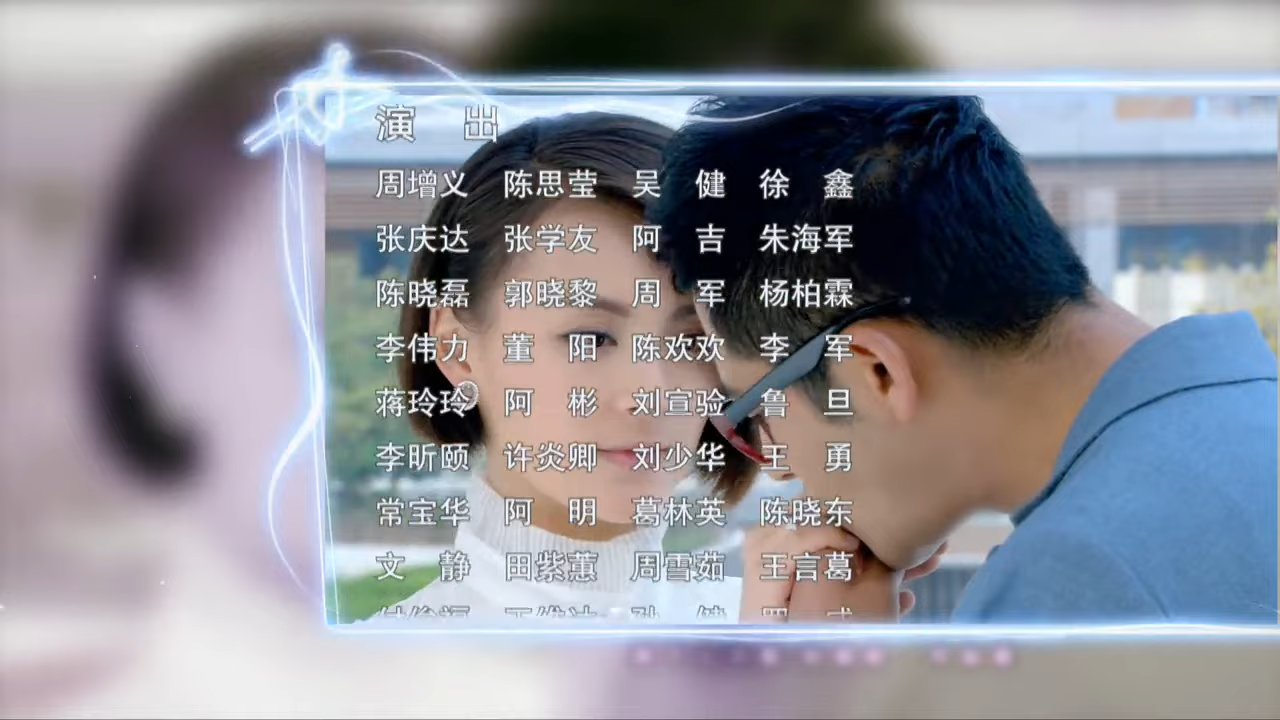 演 出
周增义 陈思莹 吴 健 徐 鑫
张庆达 张学友 阿 吉 朱海军
陈晓磊 郭晓黎 周 军 杨柏霖
李伟力 董 阳 陈欢欢 李 军
蒋玲玲 阿 彬 刘宣验 鲁 旦
李昕颐 许炎卿 刘少华 王 勇
常宝华 阿 明 葛林英 陈晓东
文 静 田紫蕙 周雪茹 王言葛